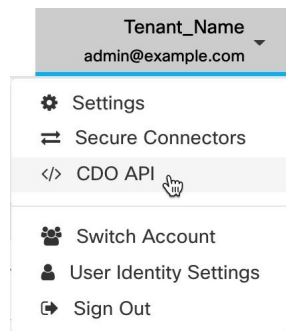 Tenant_Name
admin@example.com
Settings
Secure Connectors
</> CDO API
Switch Account
User Identity Settings
Sign Out